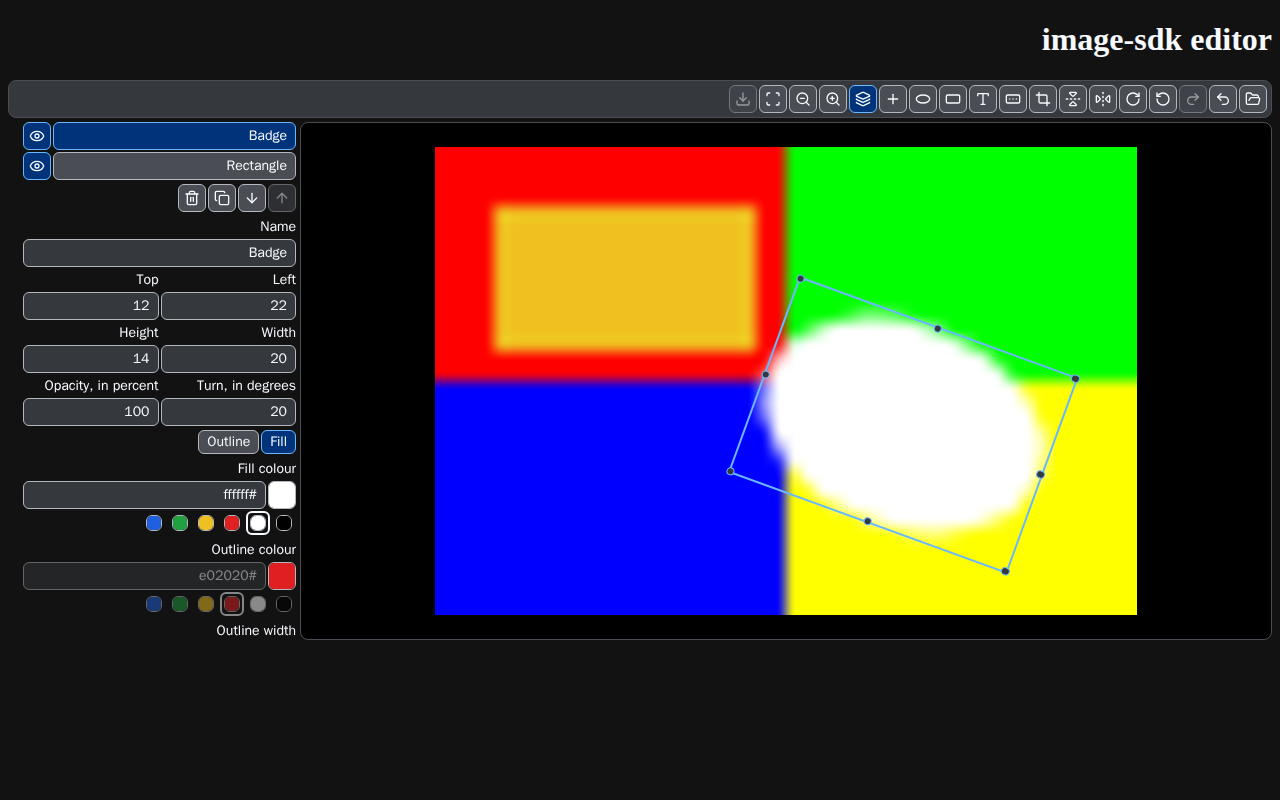 image-sdk editor
Badge
Rectangle
Name
Badge
Left Top
22 12
Width Height
20 14
Turn, in degrees Opacity, in percent
20 100
Fill Outline
Fill colour
ffffff#
Outline colour
e02020#
Outline width